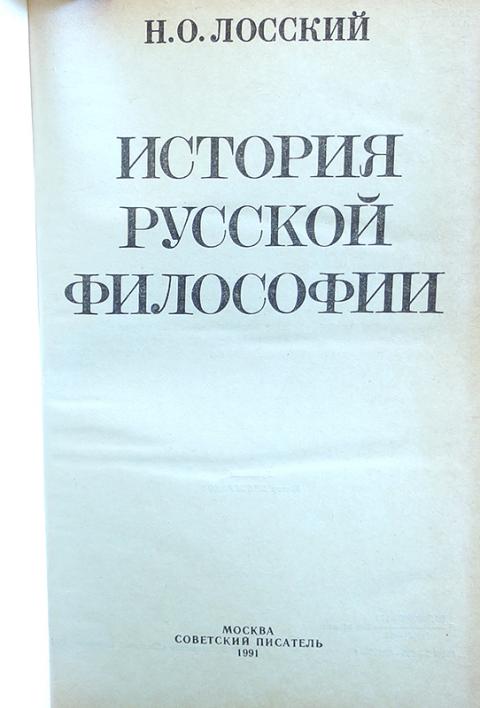 Н.О.ЛОССКИЙ
ИСТОРИЯ
РУССКОЙ
ФИЛОСОФИИ
МОСКВА
СОВЕТСКИЙ ПИСАТЕЛЬ
1991